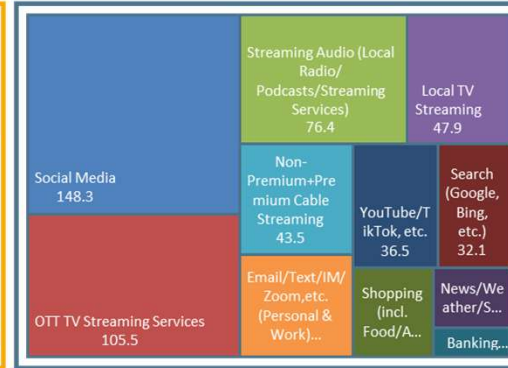 Social Media
148.3
OTT TV Streaming Services
105.5
Streaming Audio (Local
Radio/
Podcasts/Streaming
Services)
76.4
Local TV
Streaming
47.9
Non-
Premium+Pre
mium Cable
Streaming
43.5
YouTube/T
ikTok, etc.
36.5
Search
(Google,
Bing,
etc.)
32.1
Email/Text/IM/
Zoom,etc.
(Personal &
Work)...
Shopping
(incl.
Food/A...
News/We
ather/S...
Banking...